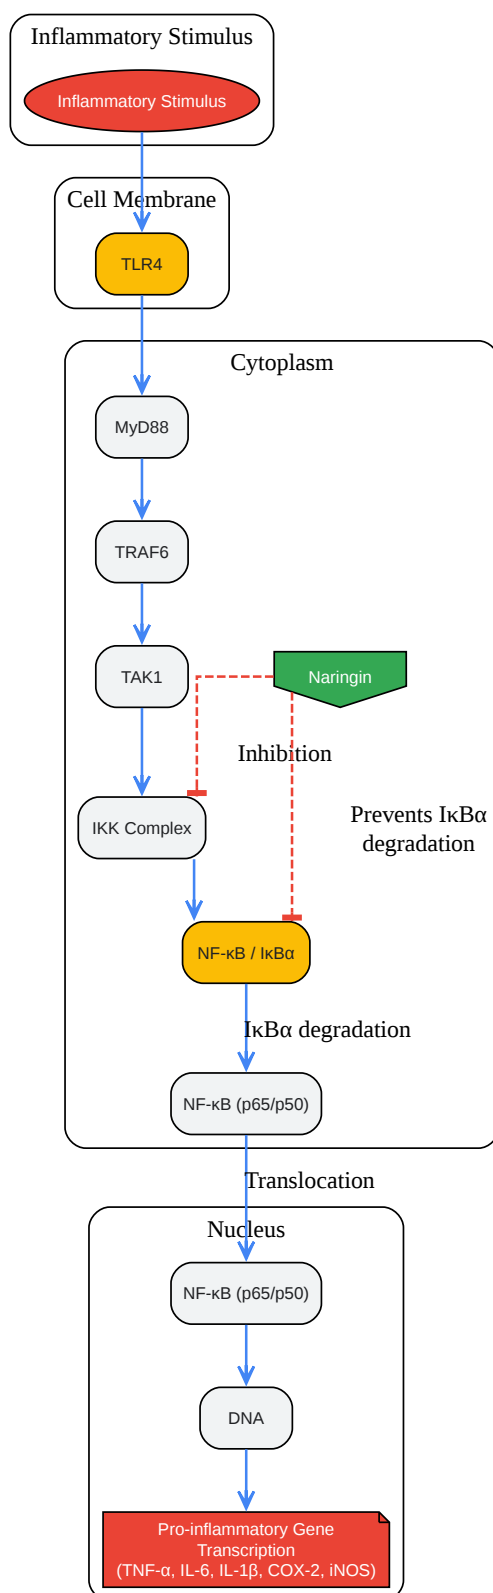 Inflammatory Stimulus
Inflammatory Stimulus
Cell Membrane
TLR4
Cytoplasm
MyD88
TRAF6
TAK1
Naringin
Inhibition
IKK Complex
Prevents IκBα
degradation
NF-κB / IκBα
IκBα degradation
NF-κB (p65/p50)
Translocation
Nucleus
NF-κB (p65/p50)
DNA
Pro-inflammatory Gene
Transcription
(TNF-α, IL-6, IL-1β, COX-2, iNOS)